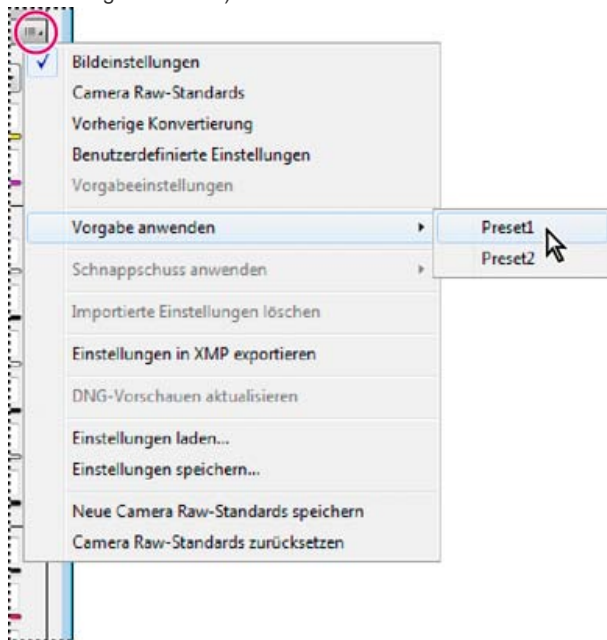 Bildeinstellungen
Camera Raw-Standards
Vorherige Konvertierung
Benutzerdefinierte Einstellungen
Vorgabeeinstellungen
Vorgabe anwenden
Preset1
Preset2
Schnappschuss anwenden
Importierte Einstellungen löschen
Einstellungen in XMP exportieren
DNG-Vorschauen aktualisieren
Einstellungen laden...
Einstellungen speichern...
Neue Camera Raw-Standards speichern
Camera Raw-Standards zurücksetzen